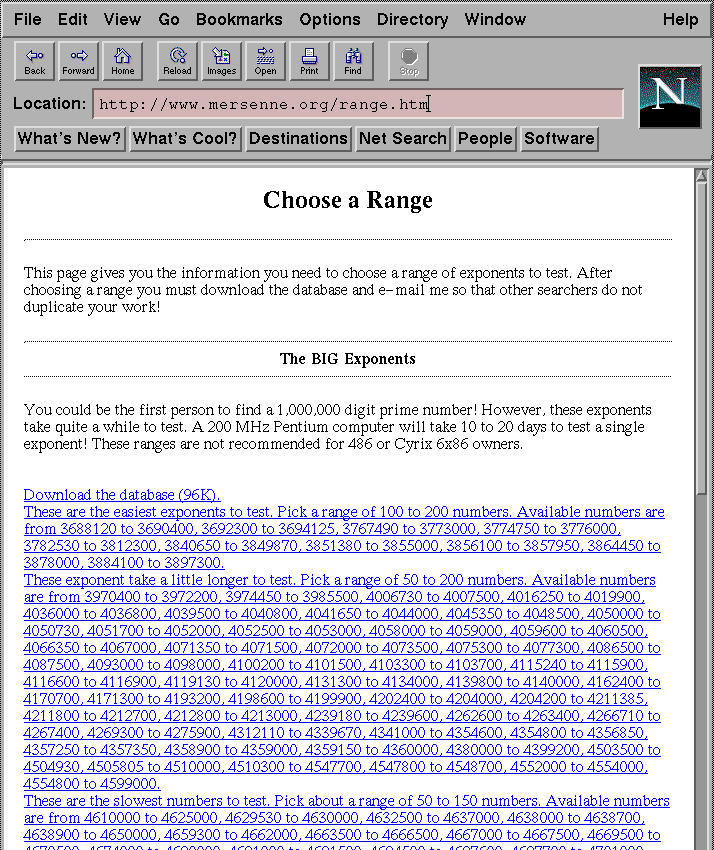 File Edit View Go Bookmarks Options Directory Window Help
Back Forward Home Reload Images Open Print Find Stop
Location: http://www.mersenne.org/range.htm
N
What's New? What's Cool? Destinations Net Search People Software
Choose a Range
This page gives you the information you need to choose a range of exponents to test. After
choosing a range you must download the database and e-mail me so that other searchers do not
duplicate your work!
The BIG Exponents
You could be the first person to find a 1,000,000 digit prime number! However, these exponents
take quite a while to test. A 200 MHz Pentium computer will take 10 to 20 days to test a single
exponent! These ranges are not recommended for 486 or Cyrix 6x86 owners.
Download the database (96K).
These are the easiest exponents to test. Pick a range of 100 to 200 numbers. Available numbers are
from 3688120 to 3690400, 3692300 to 3694125, 3767490 to 3773000, 3774750 to 3776000,
3782530 to 3812300, 3840650 to 3849870, 3851380 to 3855000, 3856100 to 3857950, 3864450 to
3878000, 3884100 to 3897300.
These exponent take a little longer to test. Pick a range of 50 to 200 numbers. Available numbers
are from 3970400 to 3972200, 3974450 to 3985500, 4006730 to 4007500, 4016250 to 4019900,
4036000 to 4036800, 4039500 to 4040800, 4041650 to 4044000, 4045350 to 4048500, 4050000 to
4050730, 4051700 to 4052000, 4052500 to 4053000, 4058000 to 4059000, 4059600 to 4060500,
4066350 to 4067000, 4071350 to 4071500, 4072000 to 4073500, 4075300 to 4077300, 4086500 to
4087500, 4093000 to 4098000, 4100200 to 4101500, 4103300 to 4103700, 4115240 to 4115900,
4116600 to 4116900, 4119130 to 4120000, 4131300 to 4134000, 4139800 to 4140000, 4162400 to
4170700, 4171300 to 4193200, 4198600 to 4199900, 4202400 to 4204000, 4204200 to 4211385,
4211800 to 4212700, 4212800 to 4213000, 4239180 to 4239600, 4262600 to 4263400, 4266710 to
4267400, 4269300 to 4275900, 4312110 to 4339670, 4341000 to 4354600, 4354800 to 4356850,
4357250 to 4357350, 4358900 to 4359000, 4359150 to 4360000, 4380000 to 4399200, 4503500 to
4504930, 4505805 to 4510000, 4510300 to 4547700, 4547800 to 4548700, 4552000 to 4554000,
4554800 to 4599000.
These are the slowest numbers to test. Pick about a range of 50 to 150 numbers. Available numbers
are from 4610000 to 4625000, 4629530 to 4630000, 4632500 to 4637000, 4638000 to 4638700,
4638900 to 4650000, 4659300 to 4662000, 4663500 to 4666500, 4667000 to 4667500, 4669500 to